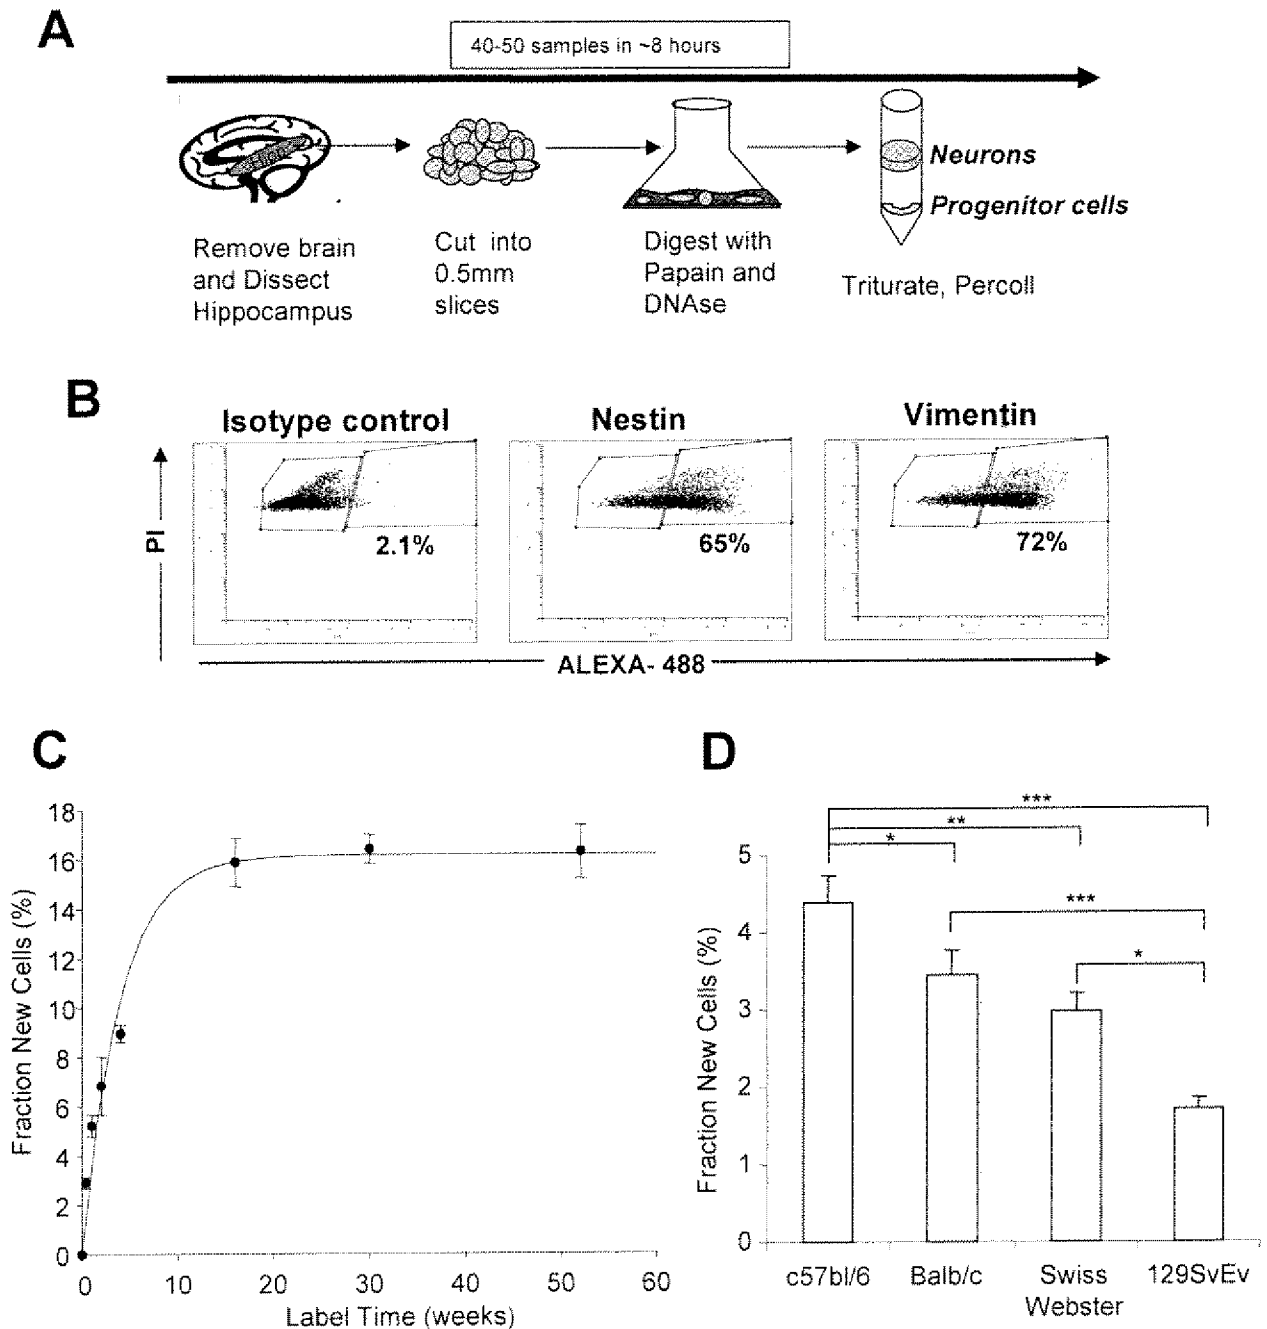 A
40-50 samples in ~8 hours
Neurons
Progenitor cells
Remove brain
and Dissect
Hippocampus
Cut into
0.5mm
slices
Digest with
Papain and
DNAse
Triturate, Percoll
B
Isotype control
Nestin
Vimentin
PI
2.1%
65%
72%
ALEXA- 488
C
Fraction New Cells (%)
18
16
14
12
10
8
6
4
2
0
0 10 20 30 40 50 60
Label Time (weeks)
D
***
**
*
***
*
Fraction New Cells (%)
5
4
3
2
1
0
c57bl/6 Balb/c Swiss 129SvEv
Webster